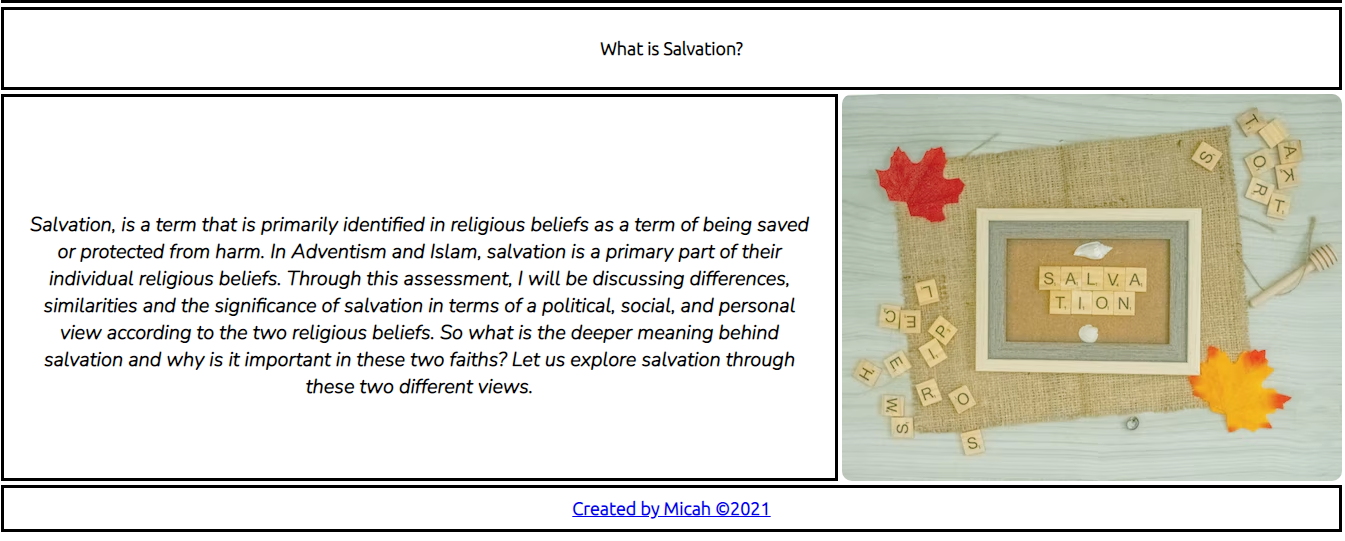 What is Salvation?
Salvation, is a term that is primarily identified in religious beliefs as a term of being saved
or protected from harm. In Adventism and Islam, salvation is a primary part of their
individual religious beliefs. Through this assessment, I will be discussing differences,
similarities and the significance of salvation in terms of a political, social, and personal
view according to the two religious beliefs. So what is the deeper meaning behind
salvation and why is it important in these two faiths? Let us explore salvation through
these two different views.
T
A
S
O
K
R
T
SALVA
TION
L
C
E
P
I
E
H
R
O
W
S
S
Created by Micah ©2021